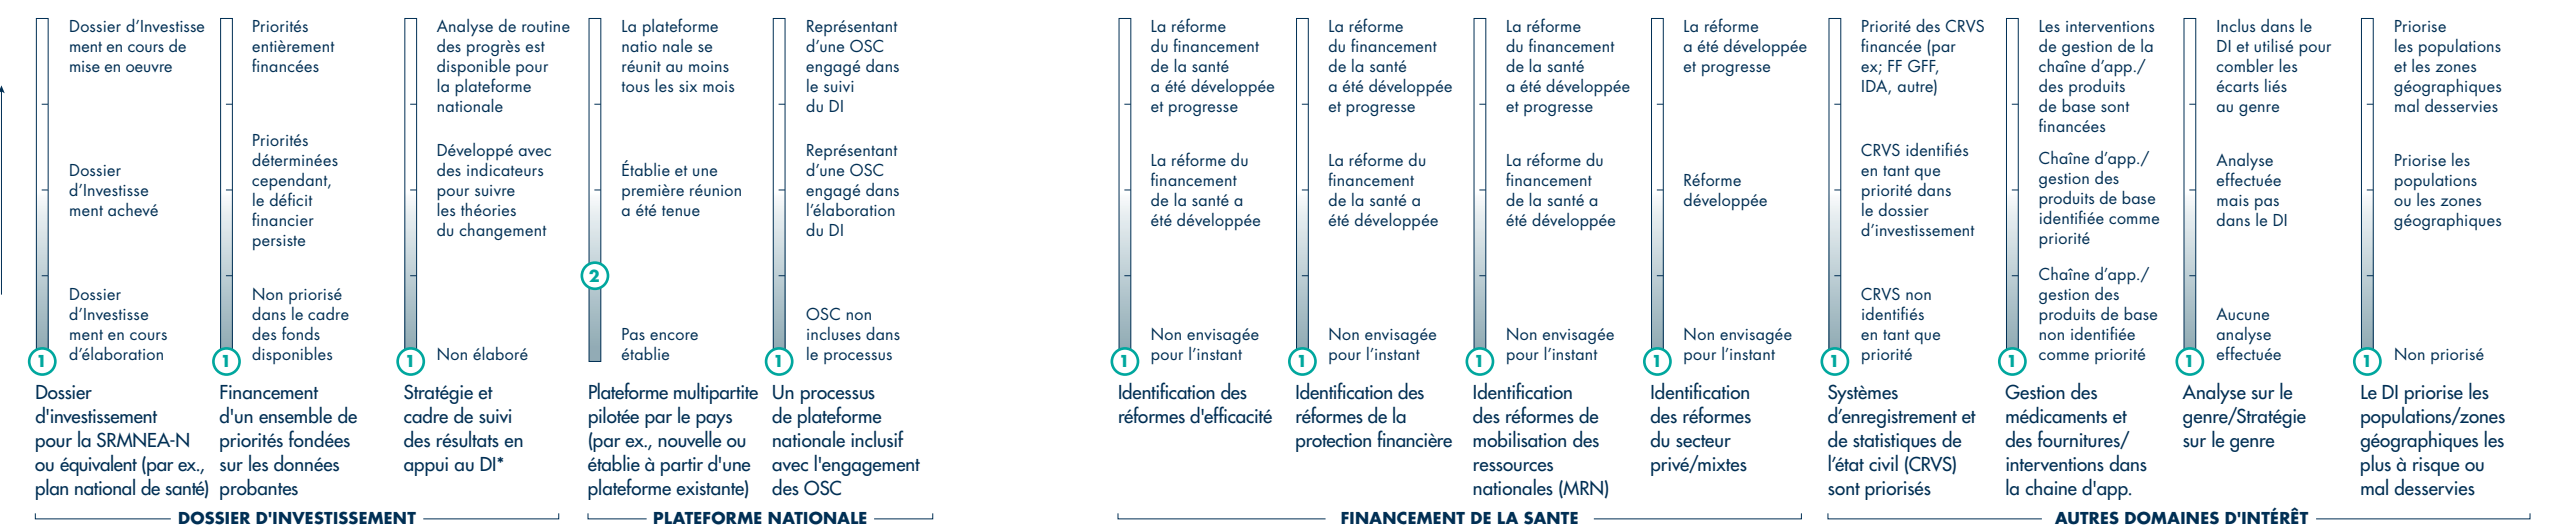 Dossier d'Investisse
ment en cours de
mise en oeuvre
Dossier
d'Investisse
ment achevé
Dossier
d'Investisse
ment en cours
d'élaboration
1
Dossier
d'investissement
pour la SRMNEA-N
ou équivalent (par ex.,
plan national de santé)
Priorités
entièrement
financées
Priorités
déterminées
cependant,
le déficit
financier
persiste
Non priorisé
dans le cadre
des fonds
disponibles
1
Financement
d'un ensemble de
priorités fondées
sur les données
probantes
Analyse de routine
des progrès est
disponible pour
la plateforme
nationale
Développé avec
des indicateurs
pour suivre
les théories
du changement
Non élaboré
1
Stratégie et
cadre de suivi
des résultats en
appui au DI*
DOSSIER D'INVESTISSEMENT
La plateforme
natio nale se
réunit au moins
tous les six mois
Établie et une
première réunion
a été tenue
2
Pas encore
établie
Plateforme multipartite
pilotée par le pays
(par ex., nouvelle ou
établie à partir d'une
plateforme existante)
Représentant
d'une OSC
engagé dans
le suivi
du DI
Représentant
d'une OSC
engagé dans
l'élaboration
du DI
OSC non
incluses dans
le processus
1
Un processus
de plateforme
nationale inclusif
avec l'engagement
des OSC
PLATEFORME NATIONALE
La réforme
du financement
de la santé
a été développée
et progresse
La réforme du
financement
de la santé a
été développée
Non envisagée
pour l'instant
1
Identification des
réformes d'efficacité
La réforme
du financement
de la santé
a été développée
et progresse
La réforme du
financement
de la santé a
été développée
Non envisagée
pour l'instant
1
Identification des
réformes de la
protection financière
La réforme
du financement
de la santé
a été développée
et progresse
La réforme du
financement
de la santé a
été développée
Non envisagée
pour l'instant
1
Identification
des réformes de
mobilisation des
ressources
nationales (MRN)
La réforme
a été développée
et progresse
Réforme
développée
Non envisagée
pour l'instant
1
Identification
des réformes
du secteur
privé/mixtes
FINANCEMENT DE LA SANTE
Priorité des CRVS
financée (par
ex; FF GFF,
IDA, autre)
CRVS identifiés
en tant que
priorité dans
le dossier
d'investissement
CRVS non
identifiés
en tant que
priorité
1
Systèmes
d'enregistrement et
de statistiques de
l'état civil (CRVS)
sont priorisés
Les interventions
de gestion de la
chaîne d'app./
des produits
de base sont
financées
Chaîne d'app./
gestion des
produits de base
identifiée comme
priorité
Chaîne d'app./
gestion des
produits de base
non identifiée
comme priorité
1
Gestion des
médicaments et
des fournitures/
interventions dans
la chaine d'app.
Inclus dans le
DI et utilisé pour
combler les
écarts liés
au genre
Analyse
effectuée
mais pas
dans le DI
Aucune
analyse
effectuée
1
Analyse sur le
genre/Stratégie
sur le genre
Priorise
les populations
et les zones
géographiques
mal desservies
Priorise les
populations
ou les zones
géographiques
Non priorisé
1
Le DI priorise les
populations/zones
géographiques les
plus à risque ou
mal desservies
AUTRES DOMAINES D'INTÉRÊT